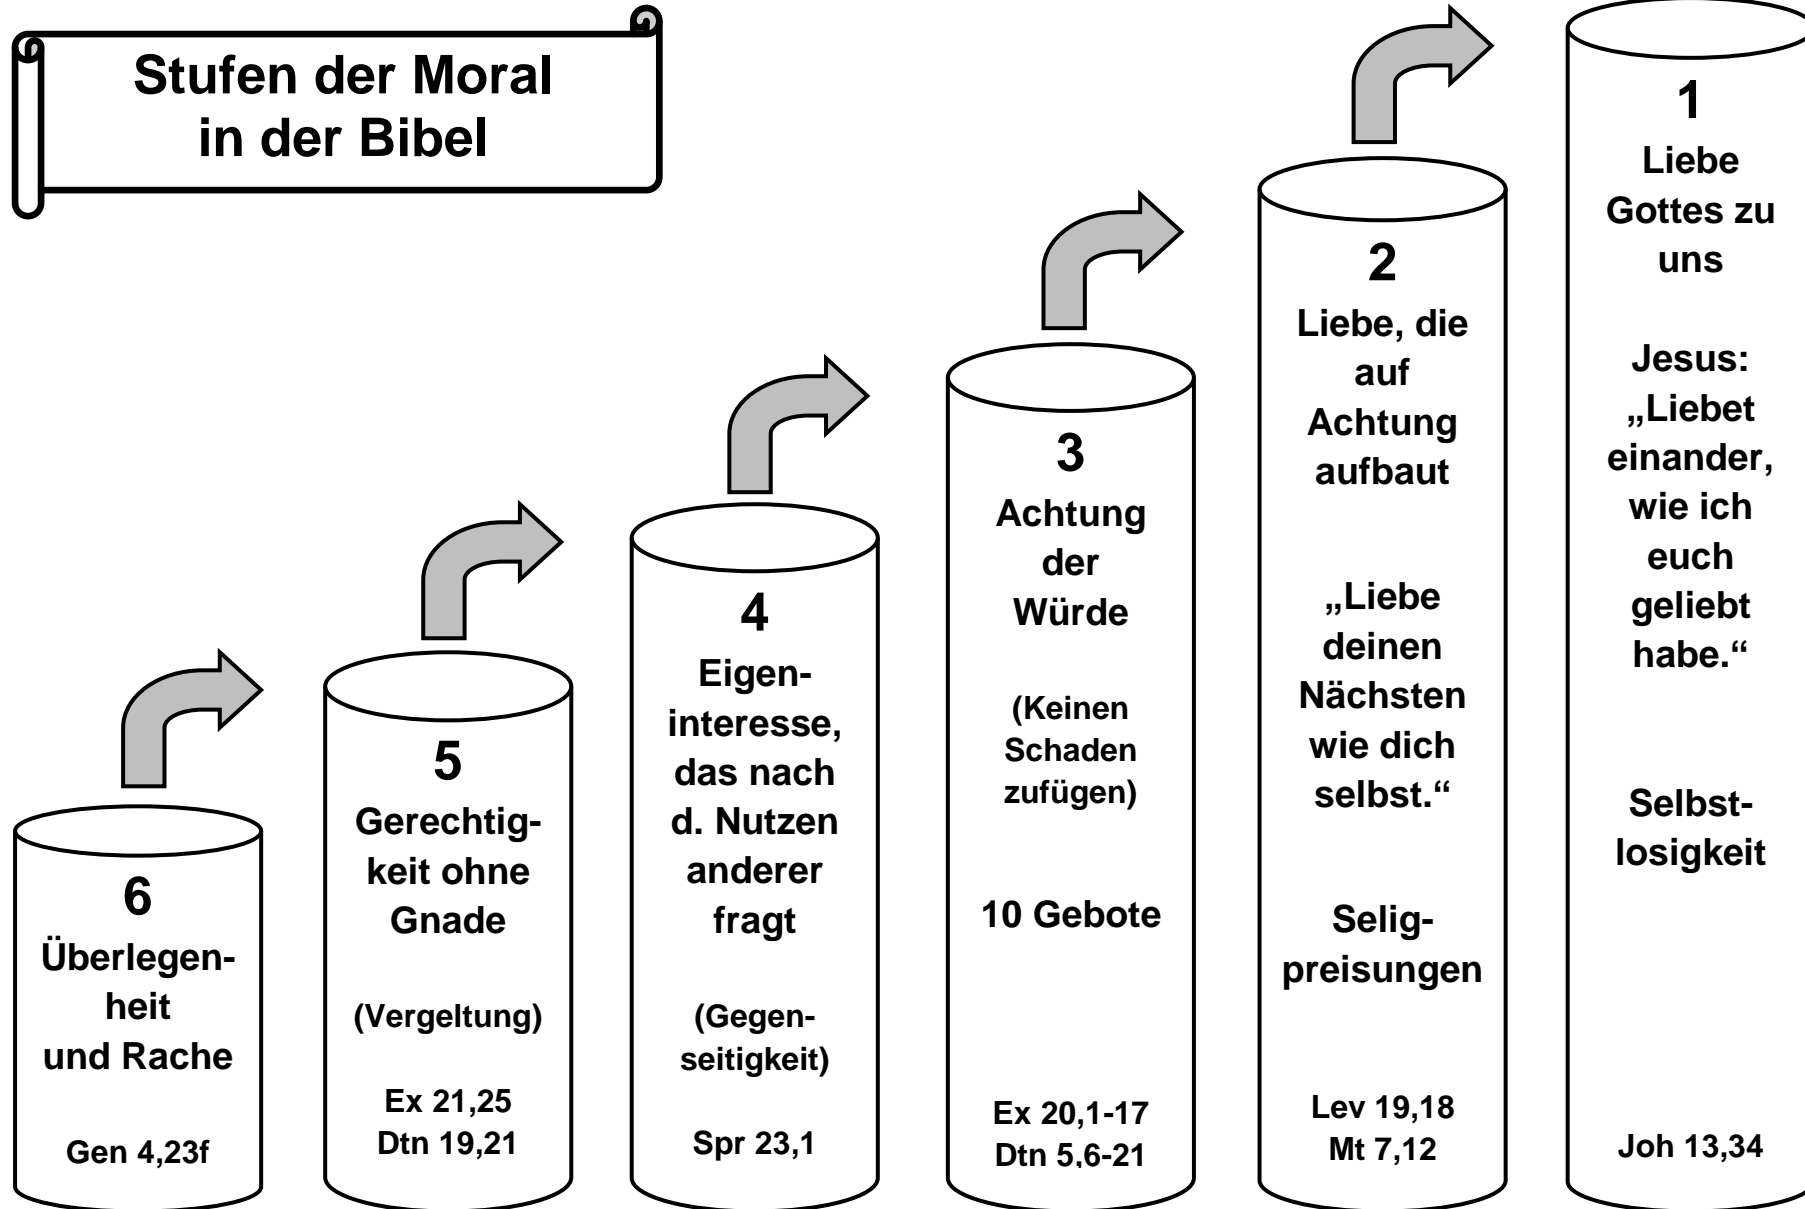 Stufen der Moral
in der Bibel
6
Überlegen-
heit
und Rache
Gen 4,23f
5
Gerechtig-
keit ohne
Gnade
(Vergeltung)
Ex 21,25
Dtn 19,21
4
Eigen-
interesse,
das nach
d. Nutzen
anderer
fragt
(Gegen-
seitigkeit)
Spr 23,1
3
Achtung
der
Würde
(Keinen
Schaden
zufügen)
10 Gebote
Ex 20,1-17
Dtn 5,6-21
2
Liebe, die
auf
Achtung
aufbaut
„Liebe
deinen
Nächsten
wie dich
selbst.“
Selig-
preisungen
Lev 19,18
Mt 7,12
1
Liebe
Gottes zu
uns
Jesus:
„Liebet
einander,
wie ich
euch
geliebt
habe.“
Selbst-
losigkeit
Joh 13,34